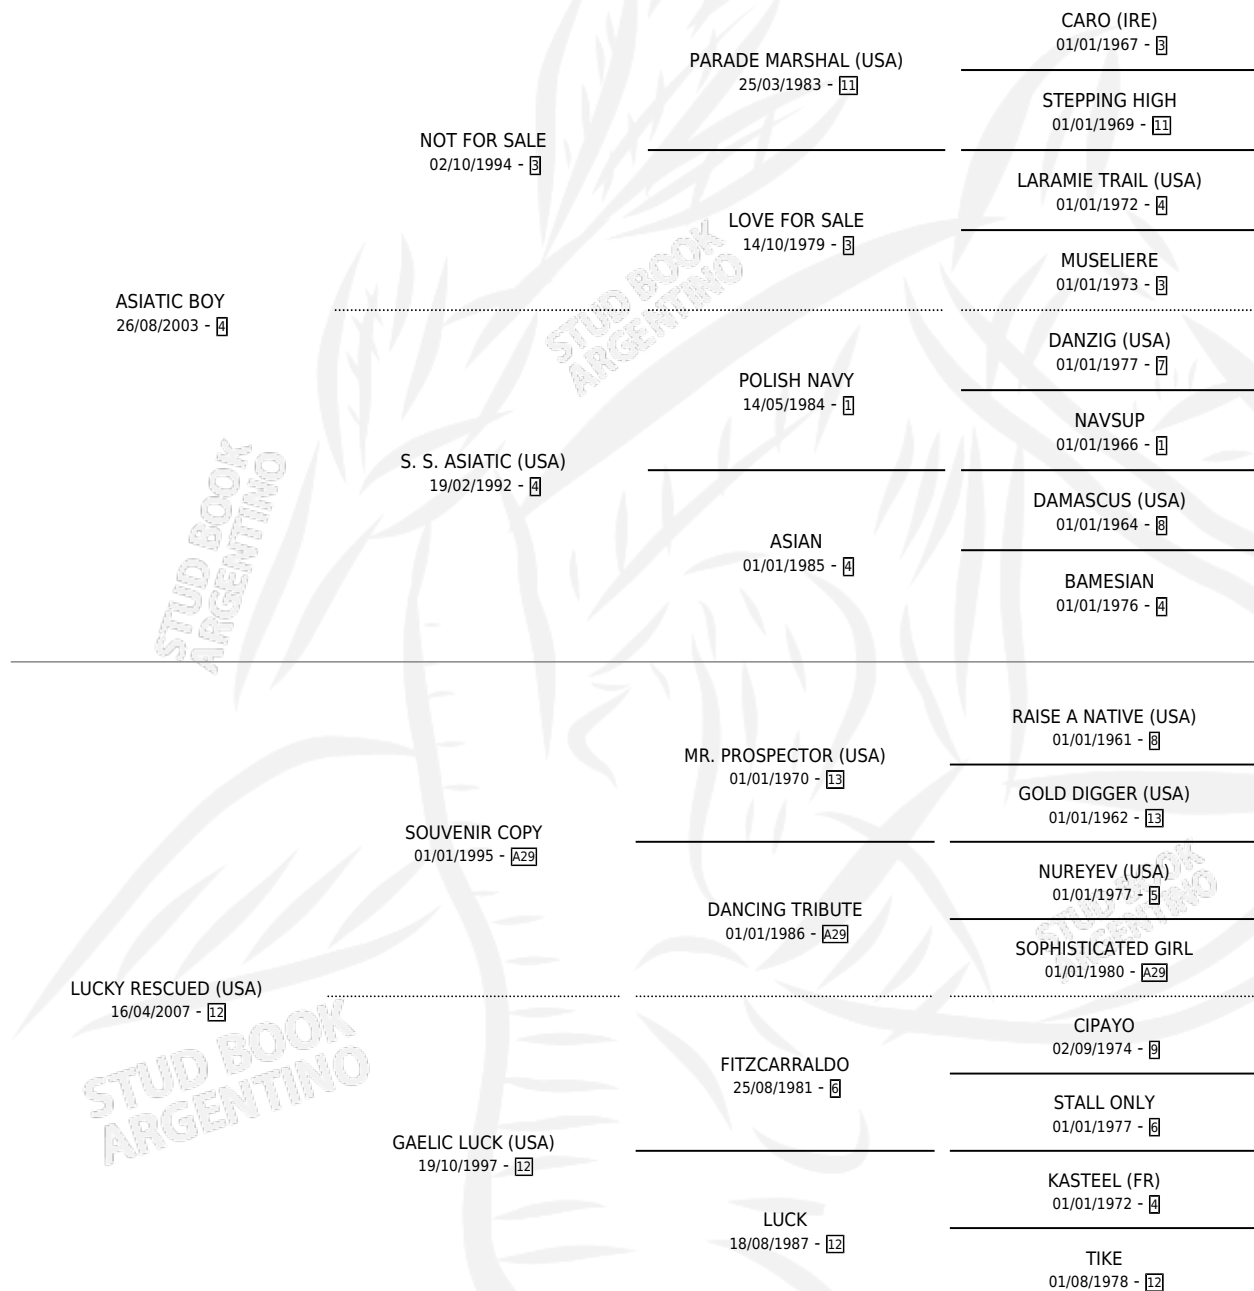 CARO (IRE)
01/01/1967 - 3
PARADE MARSHAL (USA)
25/03/1983 - 11
STEPPING HIGH
01/01/1969 - 11
NOT FOR SALE
02/10/1994 - 3
LARAMIE TRAIL (USA)
01/01/1972 - 4
LOVE FOR SALE
14/10/1979 - 3
MUSELIERE
01/01/1973 - 3
ASIATIC BOY
26/08/2003 - 4
STUD BOOK
ARGENTINO
DANZIG (USA)
01/01/1977 - 7
POLISH NAVY
14/05/1984 - 1
NAVSUP
01/01/1966 - 1
S. S. ASIATIC (USA)
19/02/1992 - 4
DAMASCUS (USA)
01/01/1964 - 8
ASIAN
01/01/1985 - 4
BAMESIAN
01/01/1976 - 4
STUD BOOK
ARGENTINO
RAISE A NATIVE (USA)
01/01/1961 - 8
MR. PROSPECTOR (USA)
01/01/1970 - 13
GOLD DIGGER (USA)
01/01/1962 - 13
SOUVENIR COPY
01/01/1995 - A29
NUREYEV (USA)
01/01/1977 - 5
DANCING TRIBUTE
01/01/1986 - A29
STUD BOOK
ARGENTINO
SOPHISTICATED GIRL
01/01/1980 - A29
LUCKY RESCUED (USA)
16/04/2007 - 12
CIPAYO
02/09/1974 - 9
FITZCARRALDO
25/08/1981 - 6
STUD BOOK
ARGENTINO
STALL ONLY
01/01/1977 - 6
GAELIC LUCK (USA)
19/10/1997 - 12
KASTEEL (FR)
01/01/1972 - 4
LUCK
18/08/1987 - 12
TIKE
01/08/1978 - 12